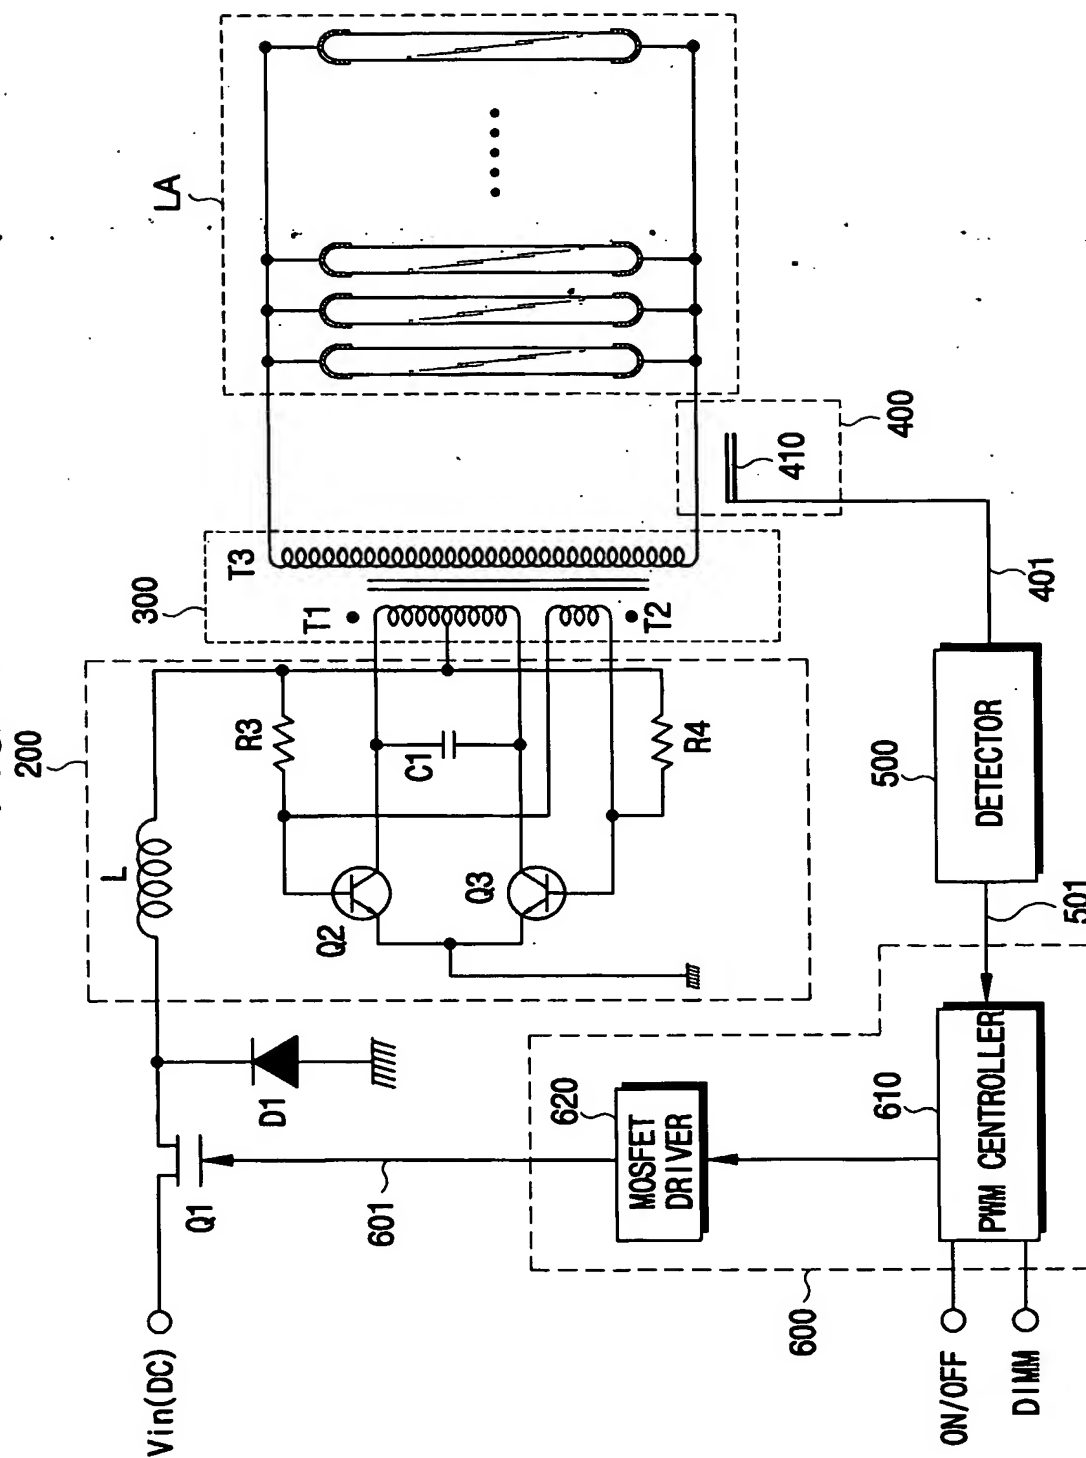 Vin(DC)
Q1
D1
L
200
R3
Q2
C1
Q3
R4
300
T1
T2
T3
LA
400
410
401
DETECTOR
500
501
PWM CENTROLLER
610
MOSFET
DRIVER
620
601
600
ON/OFF
DIMM